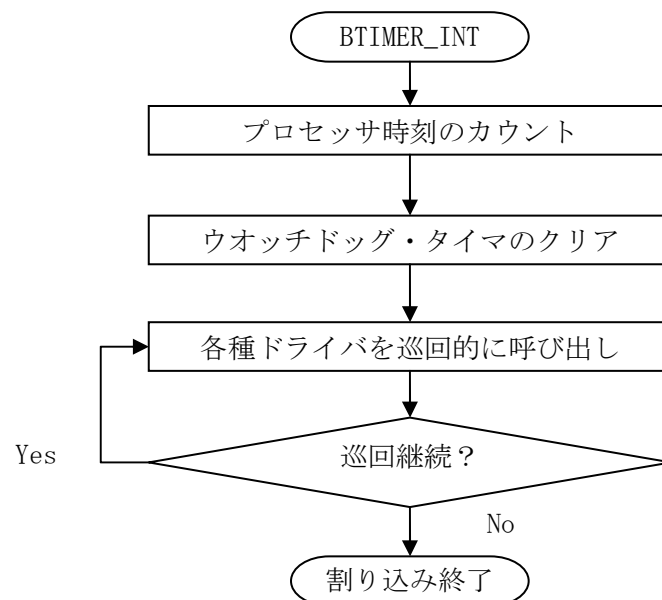 BTIMER_INT
プロセッサ時刻のカウント
ウオッチドッグ・タイマのクリア
各種ドライバを巡回的に呼び出し
Yes
巡回継続？
No
割り込み終了